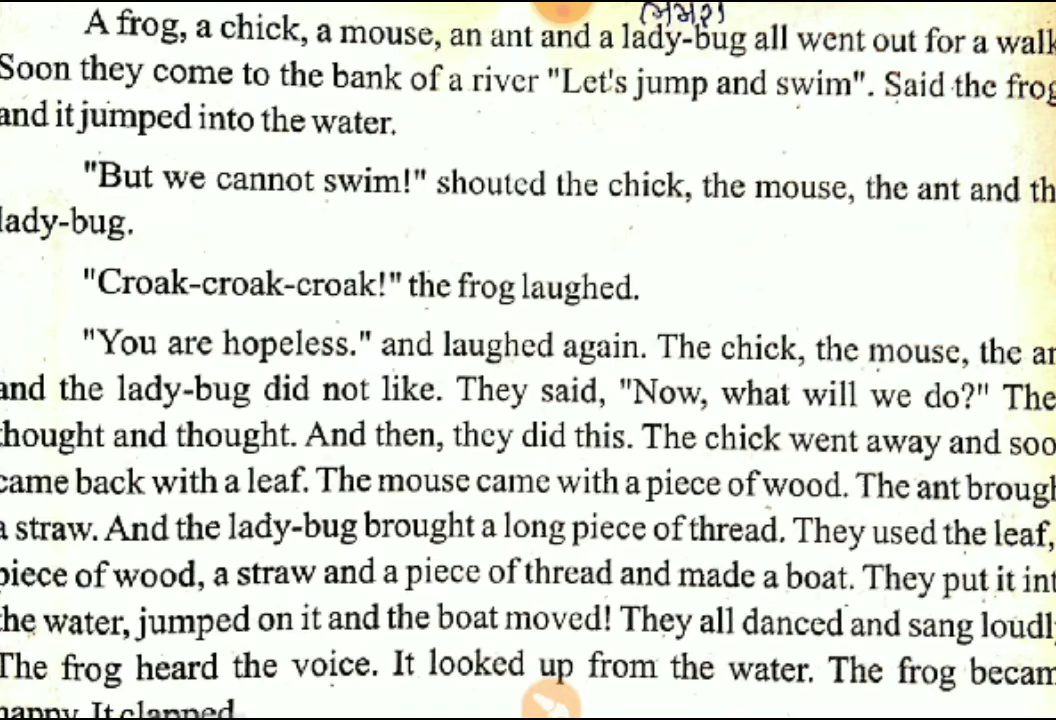 A frog, a chick, a mouse, an ant and a lady-bug all went out for a walk
Soon they come to the bank of a river "Let's jump and swim". Said the frog
and it jumped into the water.
"But we cannot swim!" shouted the chick, the mouse, the ant and th
lady-bug.
"Croak-croak-croak!" the frog laughed.
"You are hopeless." and laughed again. The chick, the mouse, the an
and the lady-bug did not like. They said, "Now, what will we do?" The
thought and thought. And then, they did this. The chick went away and soo
came back with a leaf. The mouse came with a piece of wood. The ant brough
a straw. And the lady-bug brought a long piece of thread. They used the leaf,
piece of wood, a straw and a piece of thread and made a boat. They put it int
the water, jumped on it and the boat moved! They all danced and sang loudly
The frog heard the voice. It looked up from the water. The frog becam
happy. It clapped